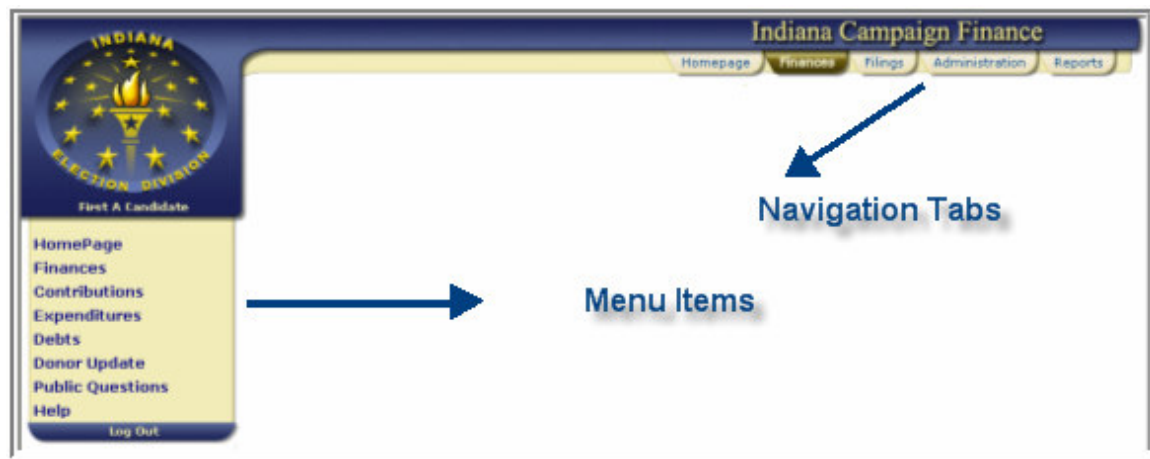 INDIANA
ELECTION DIVISION
First A Candidate
Indiana Campaign Finance
Homepage Finances Filings Administration Reports
Navigation Tabs
HomePage
Finances
Contributions
Expenditures
Debts
Donor Update
Public Questions
Help
Log Out
Menu Items